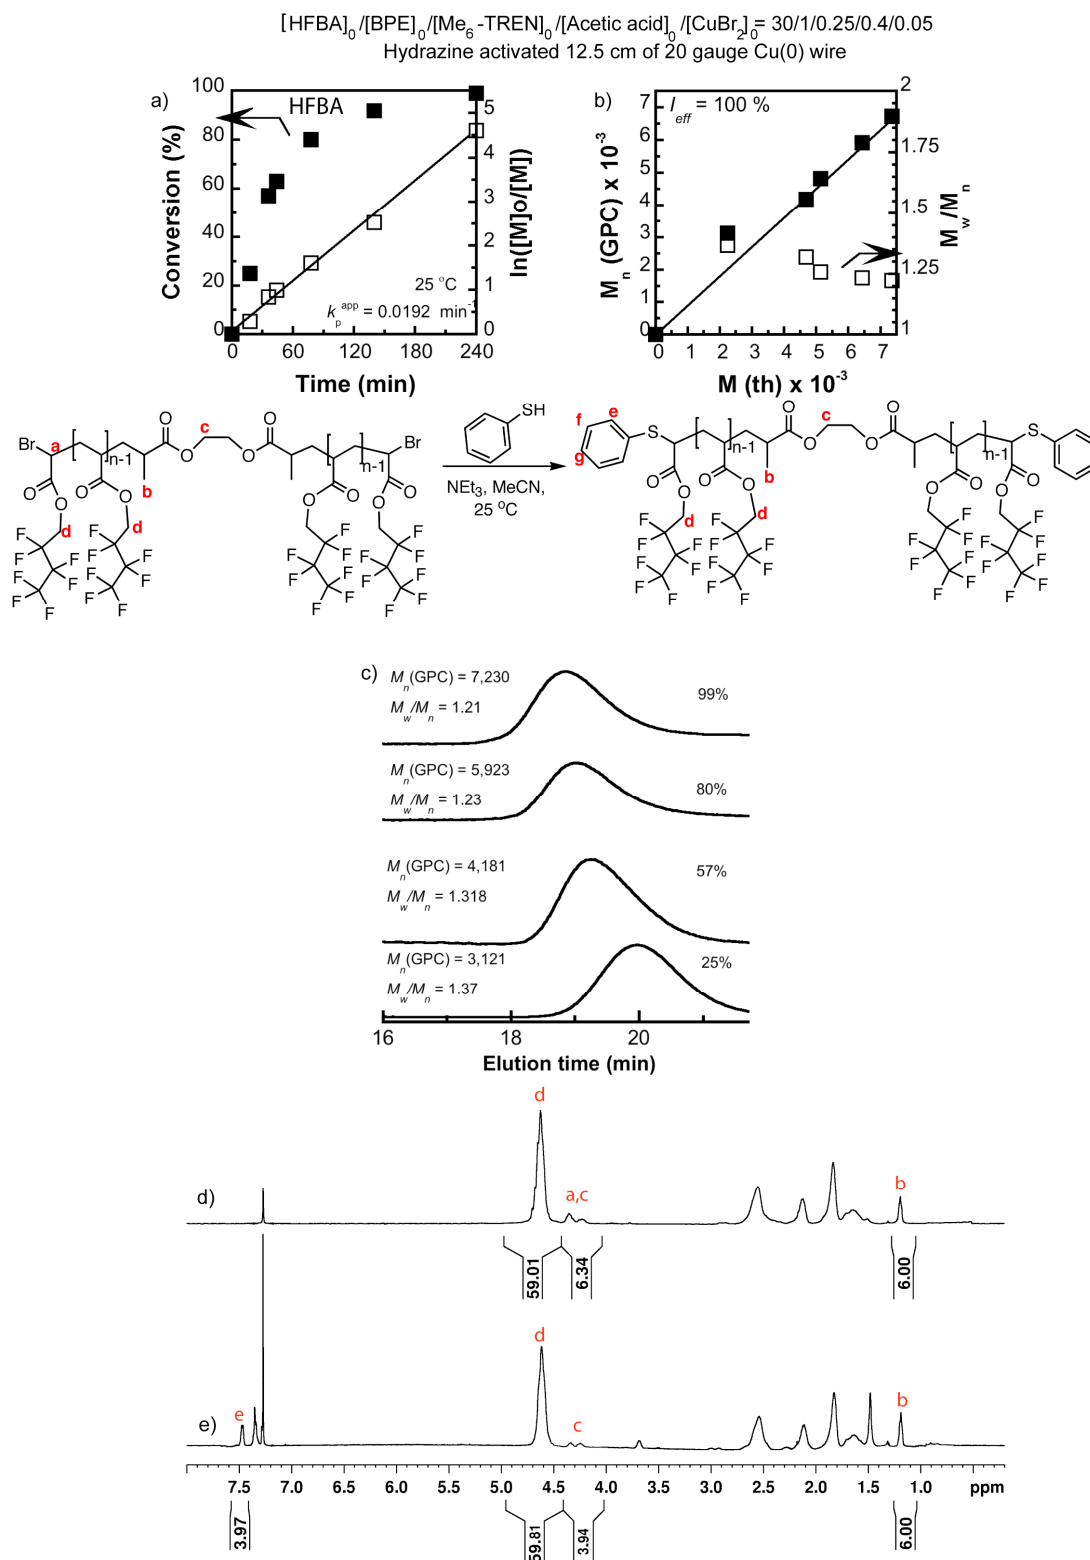 [HFBA]0/[BPE]0/[Me6-TREN]0/[Acetic acid]0/[CuBr2]0= 30/1/0.25/0.4/0.05
Hydrazine activated 12.5 cm of 20 gauge Cu(0) wire
a)
HFBA
Conversion (%)
100
80
60
40
20
0
ln([M]o/[M])
5
4
3
2
1
0
25 °C
kp app = 0.0192 min-1
0 60 120 180 240
Time (min)
b)
Ieff = 100 %
Mn (GPC) x 10-3
7
6
5
4
3
2
1
0
Mw/Mn
2
1.75
1.5
1.25
1
0 1 2 3 4 5 6 7
M (th) x 10-3
Br a n-1 O O c O O n-1 Br
b
O O O O O O O O
d d
F F F F F F F F F F F F F F F F F F F F F F F F F F F F
SH
NEt3, MeCN,
25 °C
f e g S n-1 O O c O O n-1 S
b
O O O O O O O O
d d
F F F F F F F F F F F F F F F F F F F F F F F F F F F F
c)
Mn(GPC) = 7,230
Mw/Mn = 1.21
99%
Mn(GPC) = 5,923
Mw/Mn = 1.23
80%
Mn(GPC) = 4,181
Mw/Mn = 1.318
57%
Mn(GPC) = 3,121
Mw/Mn = 1.37
25%
16 18 20
Elution time (min)
d)
d
a,c
b
59.01
6.34
6.00
e)
e
d
c
b
7.5 7.0 6.5 6.0 5.5 5.0 4.5 4.0 3.5 3.0 2.5 2.0 1.5 1.0 ppm
3.97
59.81
3.94
6.00